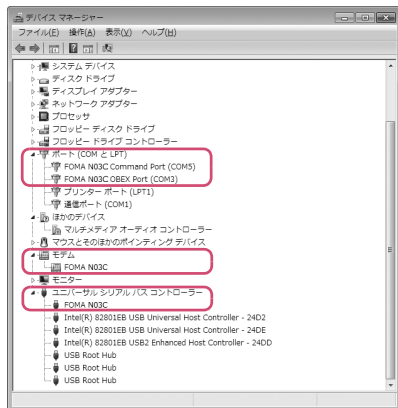 デバイス マネージャー
ファイル(F) 操作(A) 表示(V) ヘルプ(H)
システム デバイス
ディスク ドライブ
ディスプレイ アダプター
ネットワーク アダプター
プロセッサ
フロッピー ディスク ドライブ
フロッピー ドライブ コントローラー
ポート (COM と LPT)
FOMA N03C Command Port (COM5)
FOMA N03C OBEX Port (COM3)
プリンター ポート (LPT1)
通信ポート (COM1)
ほかのデバイス
マルチメディア オーディオ コントローラー
マウスとそのほかのポインティング デバイス
モデム
FOMA N03C
モニター
ユニバーサル シリアル バス コントローラー
FOMA N03C
Intel(R) 82801EB USB Universal Host Controller - 24D2
Intel(R) 82801EB USB Universal Host Controller - 24DE
Intel(R) 82801EB USB2 Enhanced Host Controller - 24DD
USB Root Hub
USB Root Hub
USB Root Hub